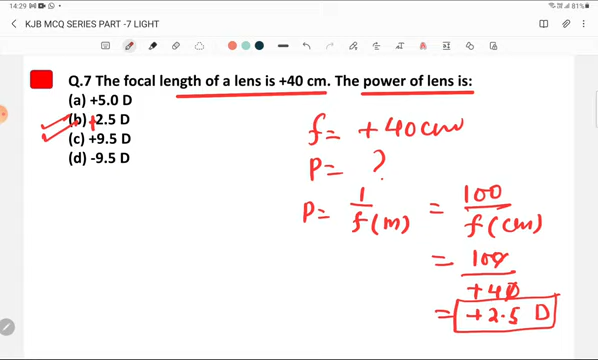 14:29
81%
KJB MCQ SERIES PART -7 LIGHT
Q.7 The focal length of a lens is +40 cm. The power of lens is:
(a) +5.0 D
(b) +2.5 D
(c) +9.5 D
(d) -9.5 D
f = +40cm
P = ?
P = 1/f(m) = 100/f(cm)
= 100/+40
= +2.5 D